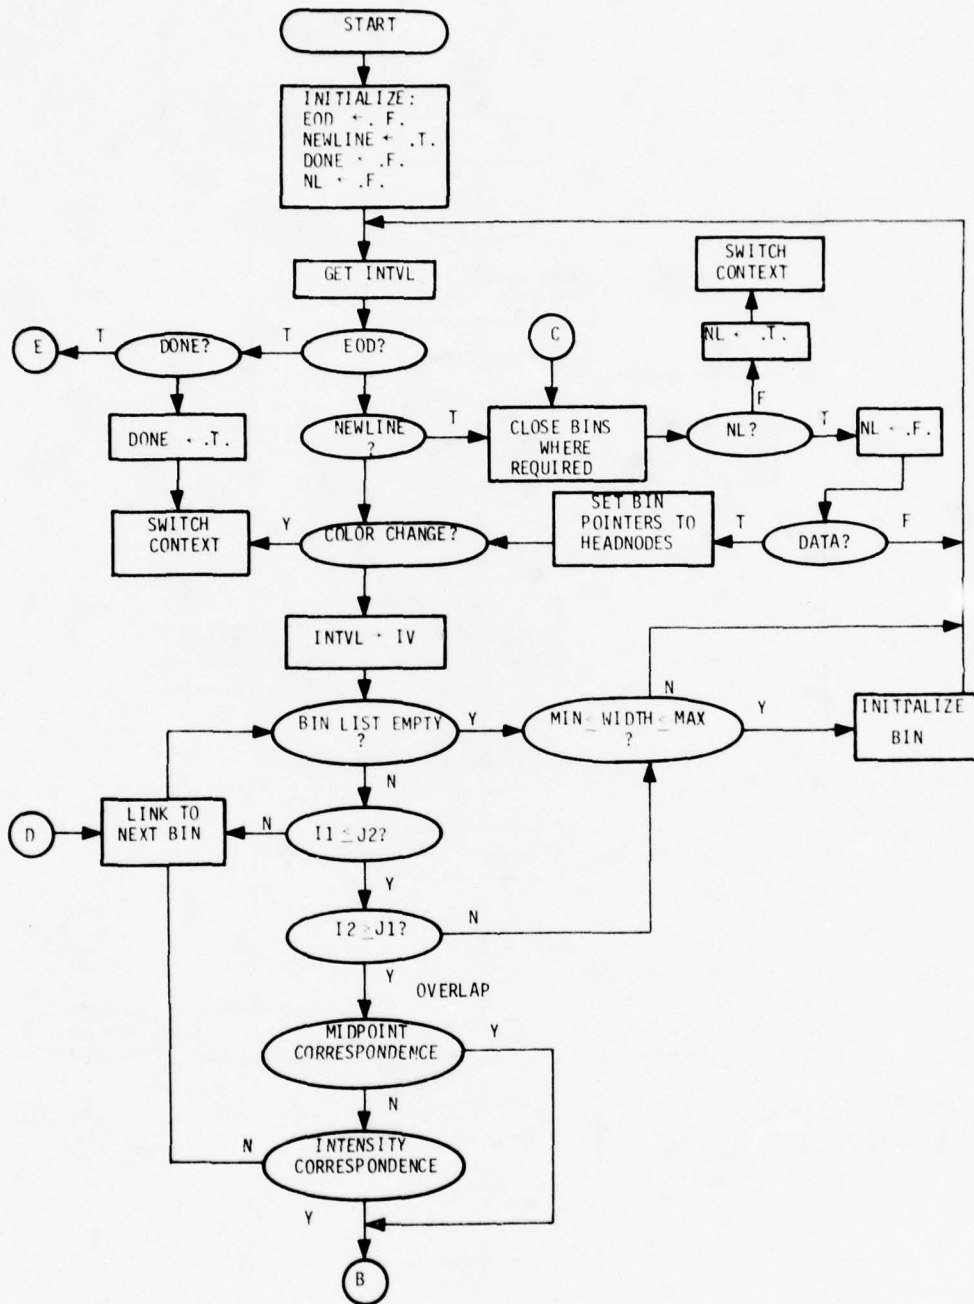 START
INITIALIZE:
EOD ← . F.
NEWLINE ← .T.
DONE ← .F.
NL ← .F.
GET INTVL
SWITCH
CONTEXT
NL ← .T.
E
T
DONE?
T
EOD?
C
F
DONE ← .T.
NEWLINE
?
T
CLOSE BINS
WHERE
REQUIRED
NL?
T
NL ← .F.
SWITCH
CONTEXT
Y
COLOR CHANGE?
SET BIN
POINTERS TO
HEADNODES
T
DATA?
F
INTVL ← IV
N
BIN LIST EMPTY
?
Y
MIN ≤ WIDTH ≤ MAX
?
Y
INITIALIZE
BIN
N
D
LINK TO
NEXT BIN
N
I1 ≤ J2?
Y
I2 ≥ J1?
N
Y
OVERLAP
MIDPOINT
CORRESPONDENCE
Y
N
N
INTENSITY
CORRESPONDENCE
Y
B